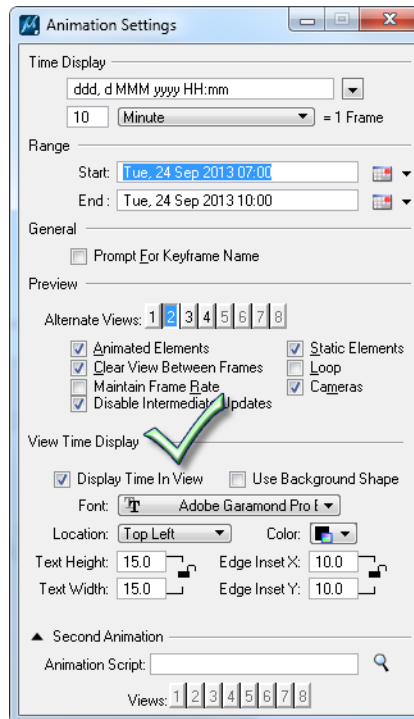 Animation Settings
Time Display
ddd, d MMM yyyy HH:mm
10 Minute = 1 Frame
Range
Start: Tue, 24 Sep 2013 07:00
End : Tue, 24 Sep 2013 10:00
General
Prompt For Keyframe Name
Preview
Alternate Views: 1 2 3 4 5 6 7 8
Animated Elements Static Elements
Clear View Between Frames Loop
Maintain Frame Rate Cameras
Disable Intermediate Updates
View Time Display
Display Time In View Use Background Shape
Font: Adobe Garamond Pro
Location: Top Left Color:
Text Height: 15.0 Edge Inset X: 10.0
Text Width: 15.0 Edge Inset Y: 10.0
Second Animation
Animation Script:
Views: 1 2 3 4 5 6 7 8